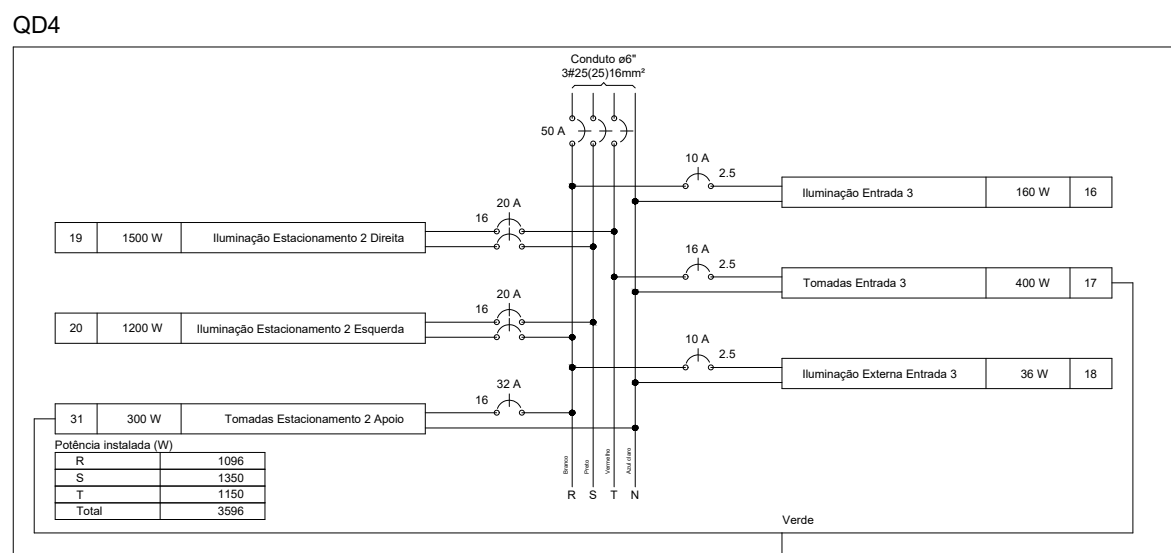 QD4
Conduto ø6"
3#25(25)16mm²
50 A
10 A
2.5
Iluminação Entrada 3 160 W 16
20 A
16
19 1500 W Iluminação Estacionamento 2 Direita
16 A
2.5
Tomadas Entrada 3 400 W 17
20 A
16
20 1200 W Iluminação Estacionamento 2 Esquerda
10 A
2.5
Iluminação Externa Entrada 3 36 W 18
32 A
16
31 300 W Tomadas Estacionamento 2 Apoio
Potência instalada (W)
R 1096
S 1350
T 1150
Total 3596
Branco
Preto
Vermelho
Azul claro
R S T N
Verde